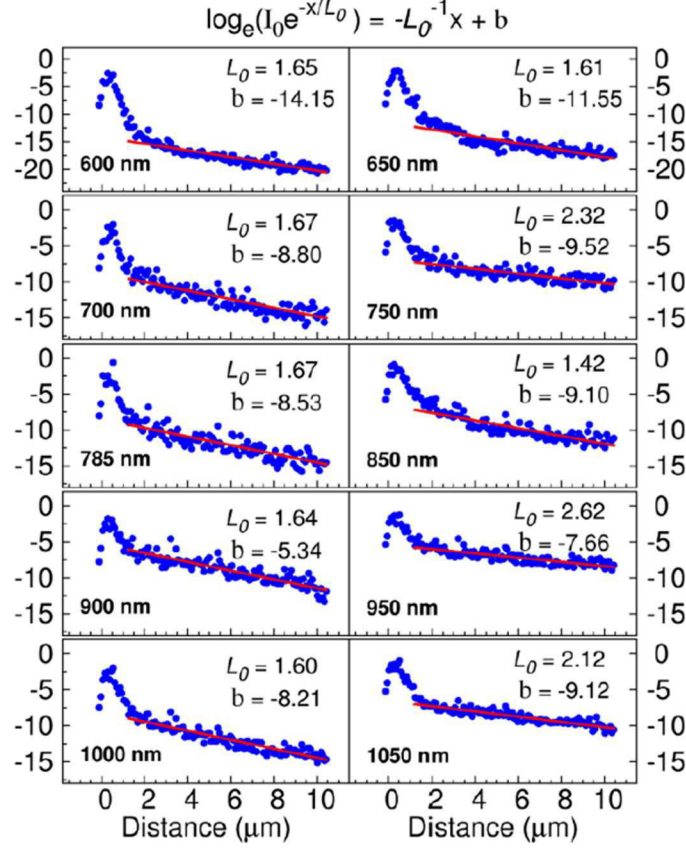 logₑ(I₀e^-x/L₀) = -L₀^-1x + b
0
-5
-10
-15
-20
L₀ = 1.65
b = -14.15
600 nm
L₀ = 1.61
b = -11.55
650 nm
0
-5
-10
-15
-20
0
-5
-10
-15
L₀ = 1.67
b = -8.80
700 nm
L₀ = 2.32
b = -9.52
750 nm
0
-5
-10
-15
0
-5
-10
-15
L₀ = 1.67
b = -8.53
785 nm
L₀ = 1.42
b = -9.10
850 nm
0
-5
-10
-15
0
-5
-10
-15
L₀ = 1.64
b = -5.34
900 nm
L₀ = 2.62
b = -7.66
950 nm
0
-5
-10
-15
0
-5
-10
-15
L₀ = 1.60
b = -8.21
1000 nm
L₀ = 2.12
b = -9.12
1050 nm
0
-5
-10
-15
0 2 4 6 8 10
0 2 4 6 8 10
Distance (μm)
Distance (μm)